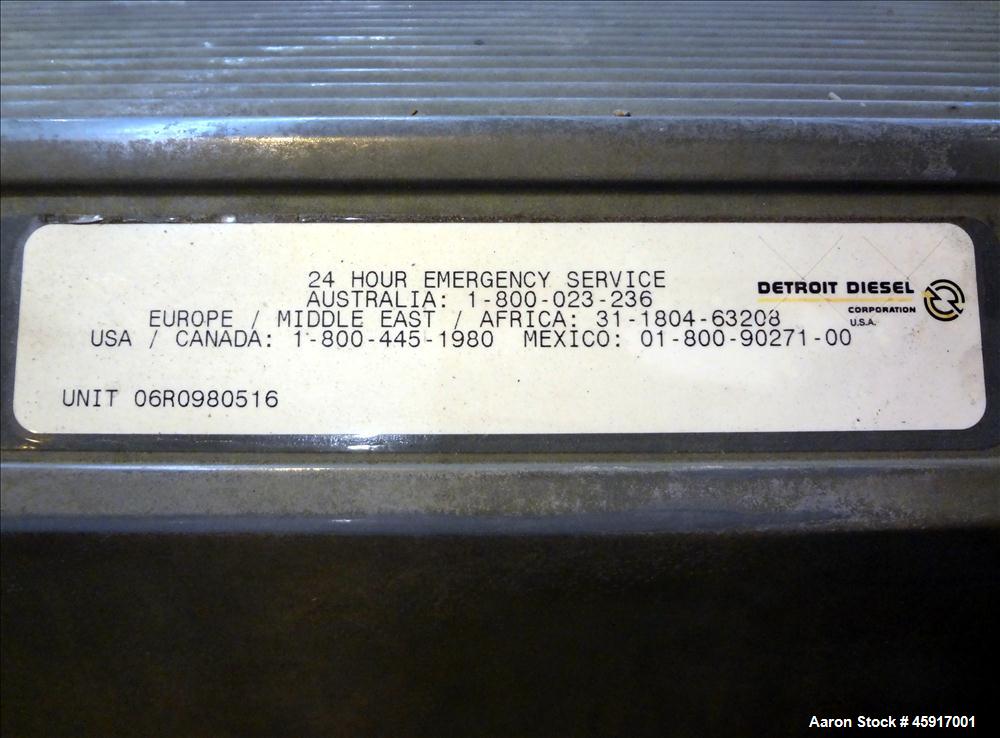 24 HOUR EMERGENCY SERVICE
AUSTRALIA: 1-800-023-236
EUROPE / MIDDLE EAST / AFRICA: 31-1804-63208
USA / CANADA: 1-800-445-1980 MEXICO: 01-800-90271-00
DETROIT DIESEL
CORPORATION
U.S.A.
UNIT 06R0980516
Aaron Stock # 45917001